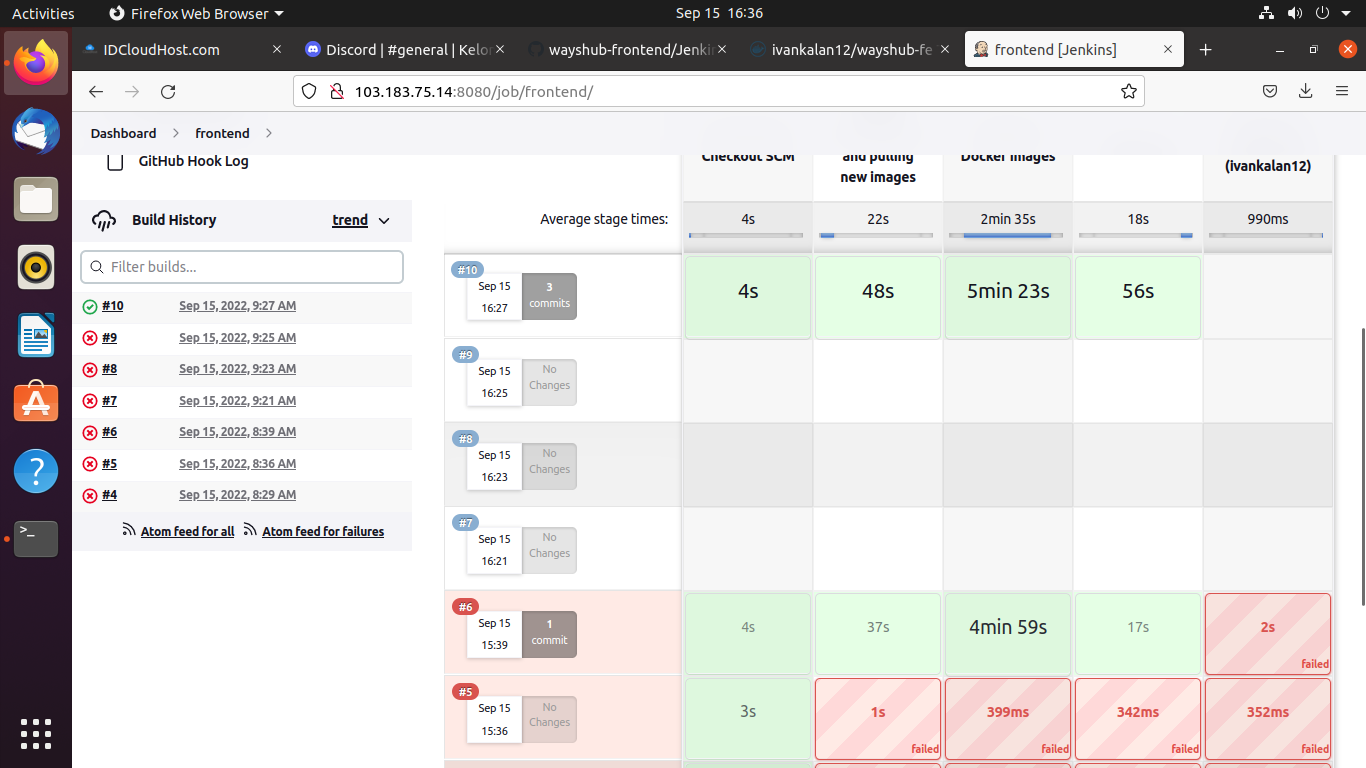 Activities
Firefox Web Browser
Sep 15 16:36
IDCloudHost.com
Discord | #general | Kelo
wayshub-frontend/Jenki
ivankalan12/wayshub-fe
frontend [Jenkins]
103.183.75.14:8080/job/frontend/
Dashboard
frontend
GitHub Hook Log
Checkout SCM
and pulling
new images
Docker images
(ivankalan12)
Build History
trend
Filter builds...
#10 Sep 15, 2022, 9:27 AM
#9 Sep 15, 2022, 9:25 AM
#8 Sep 15, 2022, 9:23 AM
#7 Sep 15, 2022, 9:21 AM
#6 Sep 15, 2022, 8:39 AM
#5 Sep 15, 2022, 8:36 AM
#4 Sep 15, 2022, 8:29 AM
Atom feed for all Atom feed for failures
Average stage times: 4s 22s 2min 35s 18s 990ms
#10
Sep 15
16:27
3
commits
4s 48s 5min 23s 56s
#9
Sep 15
16:25
No
Changes
#8
Sep 15
16:23
No
Changes
#7
Sep 15
16:21
No
Changes
#6
Sep 15
15:39
1
commit
4s 37s 4min 59s 17s 2s
failed
#5
Sep 15
15:36
No
Changes
3s 1s 399ms 342ms 352ms
failed failed failed failed